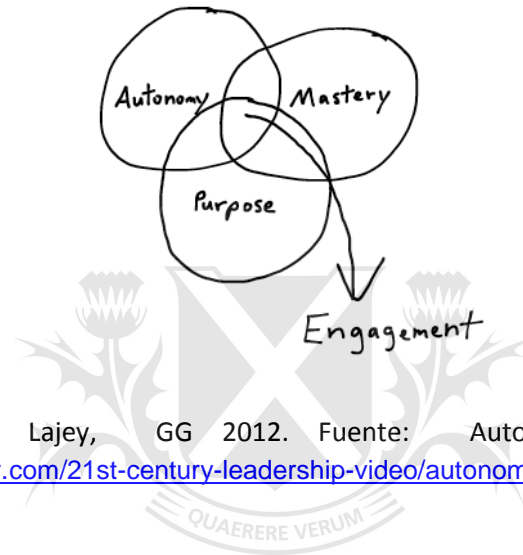 Autonomy Mastery
Purpose
Engagement
Lajey, GG 2012. Fuente: Auto
r.com/21st-century-leadership-video/autonom
QUAERERE VERUM